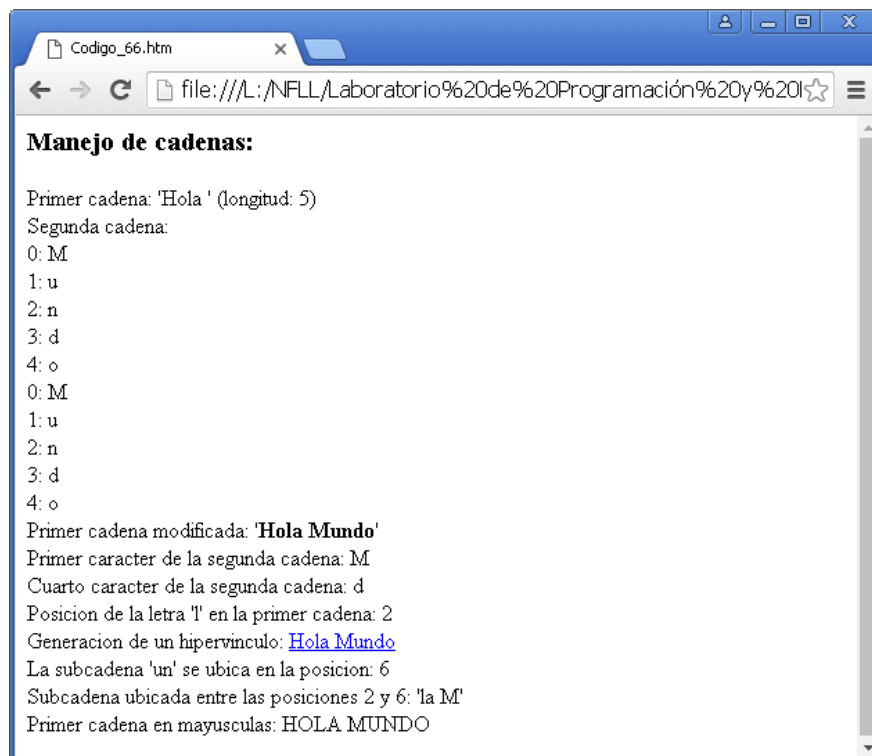 Codigo_66.htm
file:///L:/NFLL/Laboratorio%20de%20Programación%20y%20l
Manejo de cadenas:
Primer cadena: 'Hola ' (longitud: 5)
Segunda cadena:
0: M
1: u
2: n
3: d
4: o
0: M
1: u
2: n
3: d
4: o
Primer cadena modificada: 'Hola Mundo'
Primer caracter de la segunda cadena: M
Cuarto caracter de la segunda cadena: d
Posicion de la letra 'l' en la primer cadena: 2
Generacion de un hipervinculo: Hola Mundo
La subcadena 'un' se ubica en la posicion: 6
Subcadena ubicada entre las posiciones 2 y 6: 'la M'
Primer cadena en mayusculas: HOLA MUNDO